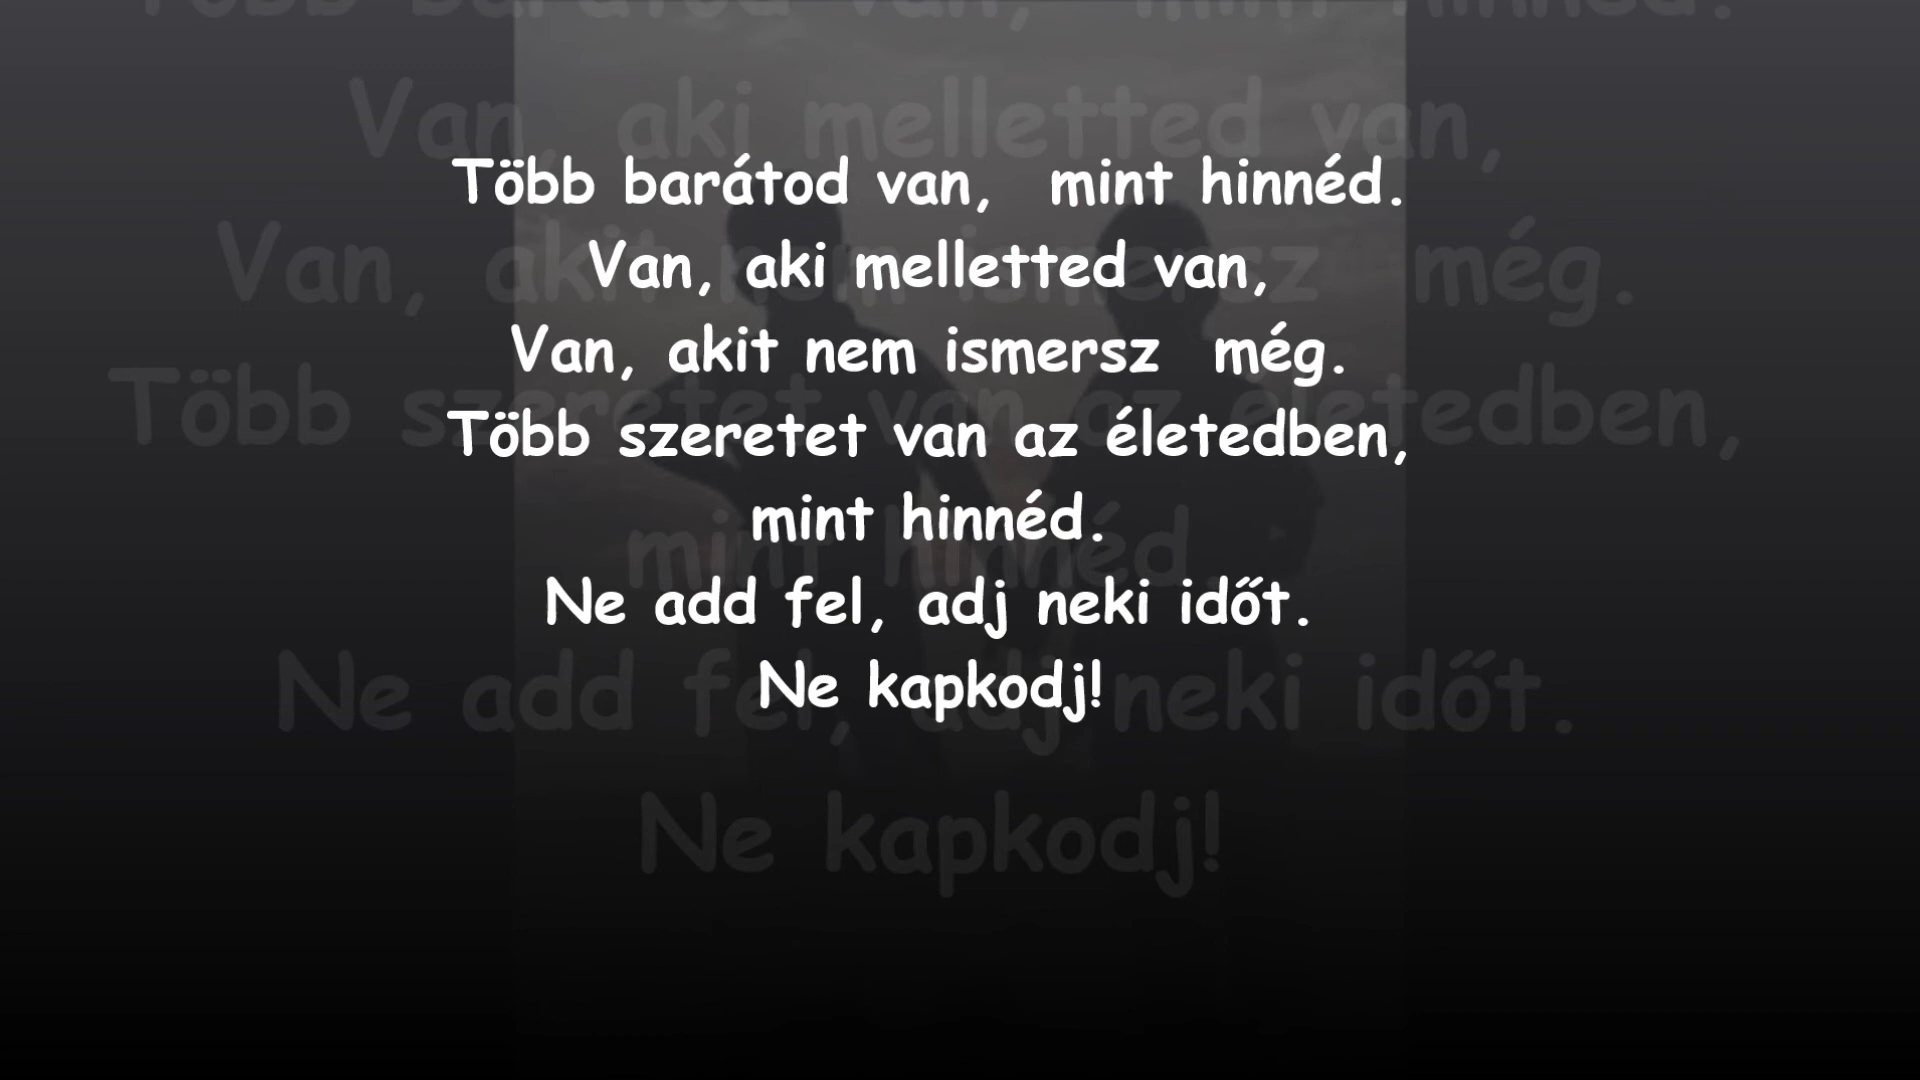 Több barátod van, mint hinnéd.
Van, aki melletted van,
Van, akit nem ismersz még.
Több szeretet van az életedben,
mint hinnéd.
Ne add fel, adj neki időt.
Ne kapkodj!